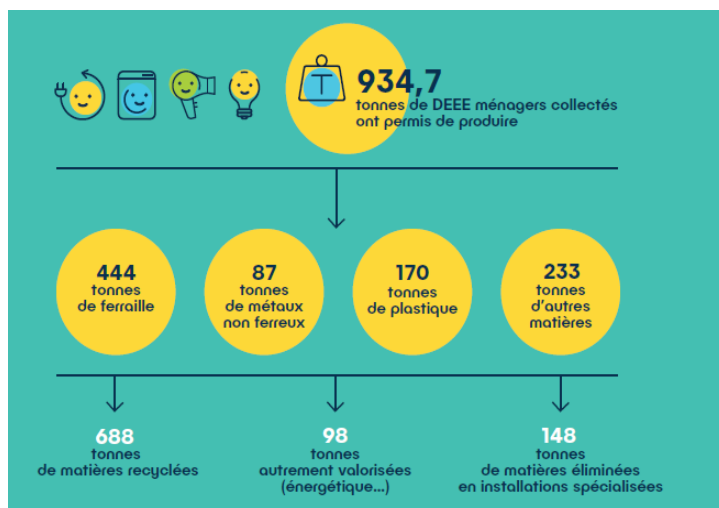 934,7
tonnes de DEEE ménagers collectés
ont permis de produire
444
tonnes
de ferraille
87
tonnes
de métaux
non ferreux
170
tonnes
de plastique
233
tonnes
d'autres
matières
688
tonnes
de matières recyclées
98
tonnes
autrement valorisées
(énergétique...)
148
tonnes
de matières éliminées
en installations spécialisées